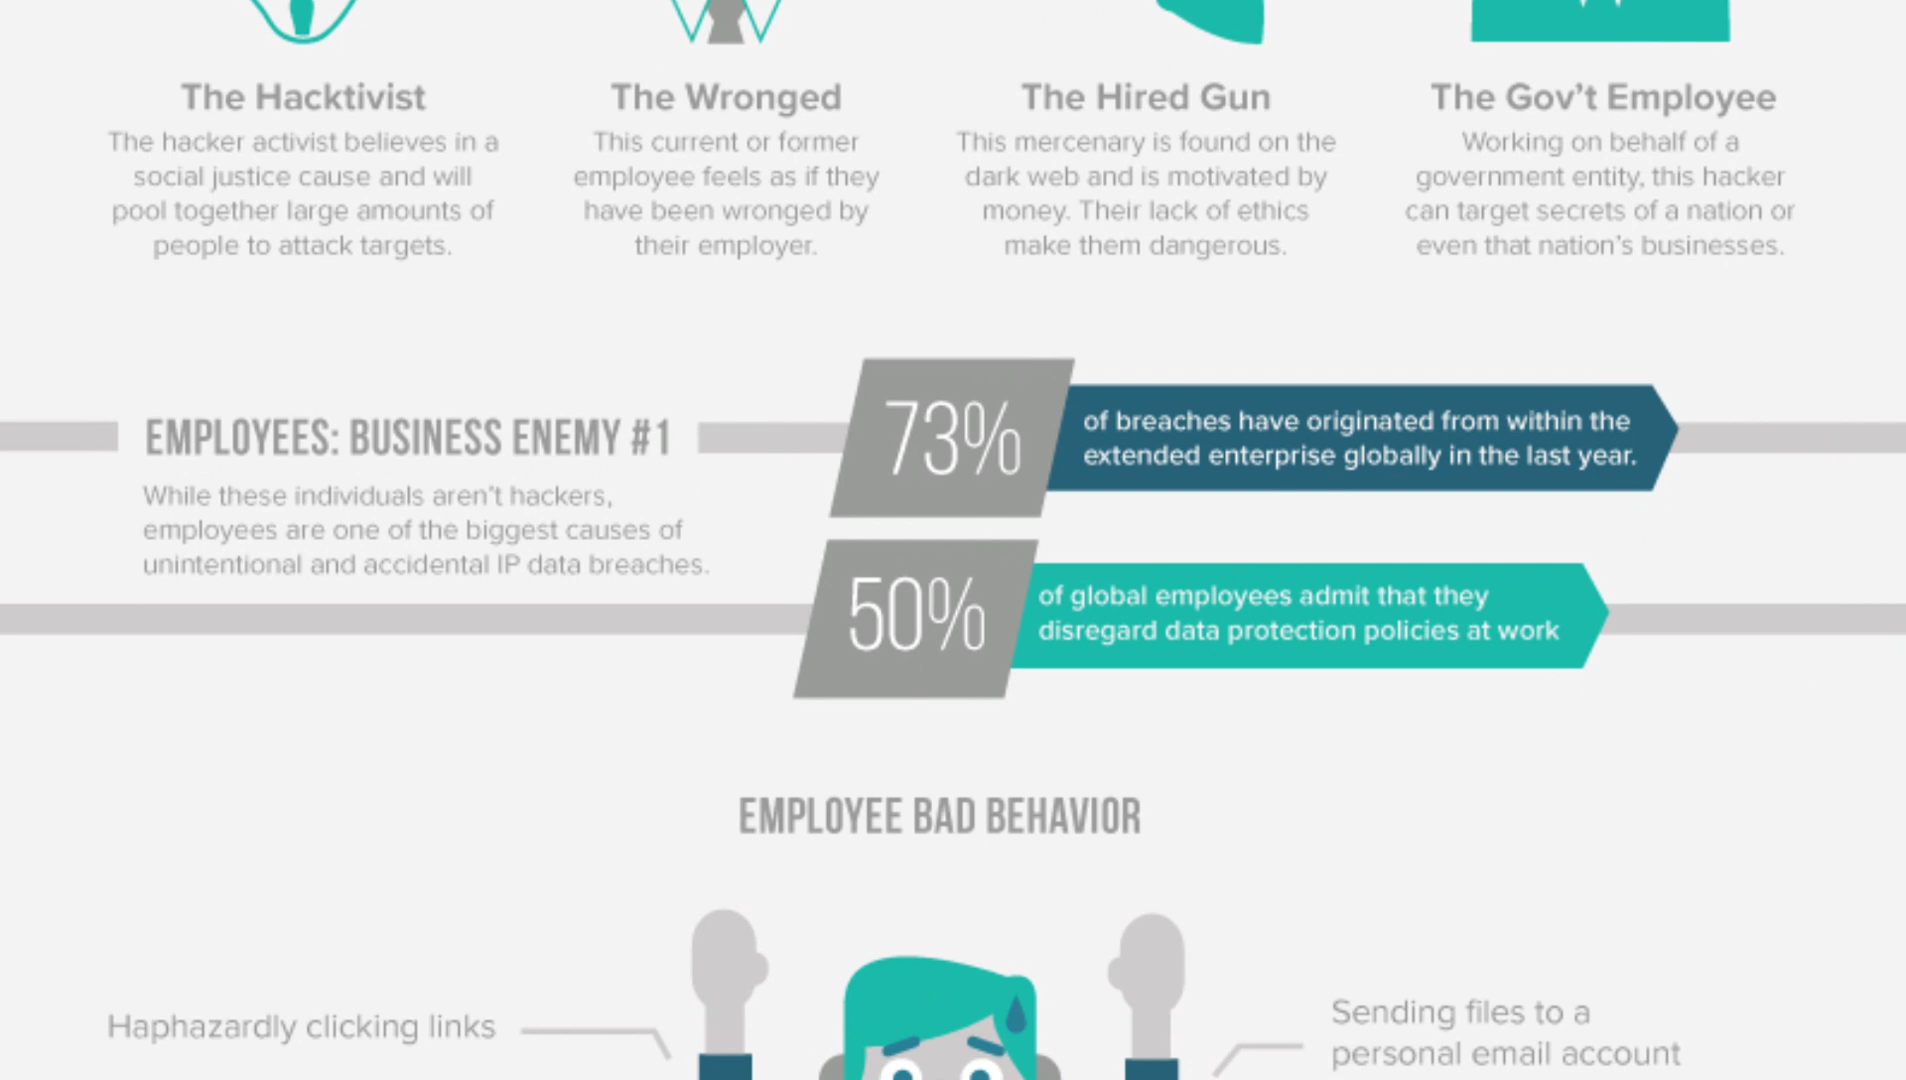 The Hacktivist
The hacker activist believes in a
social justice cause and will
pool together large amounts of
people to attack targets.
The Wronged
This current or former
employee feels as if they
have been wronged by
their employer.
The Hired Gun
This mercenary is found on the
dark web and is motivated by
money. Their lack of ethics
make them dangerous.
The Gov't Employee
Working on behalf of a
government entity, this hacker
can target secrets of a nation or
even that nation's businesses.
EMPLOYEES: BUSINESS ENEMY #1
While these individuals aren't hackers,
employees are one of the biggest causes of
unintentional and accidental IP data breaches.
73%
of breaches have originated from within the
extended enterprise globally in the last year.
50%
of global employees admit that they
disregard data protection policies at work
EMPLOYEE BAD BEHAVIOR
Haphazardly clicking links
Sending files to a
personal email account